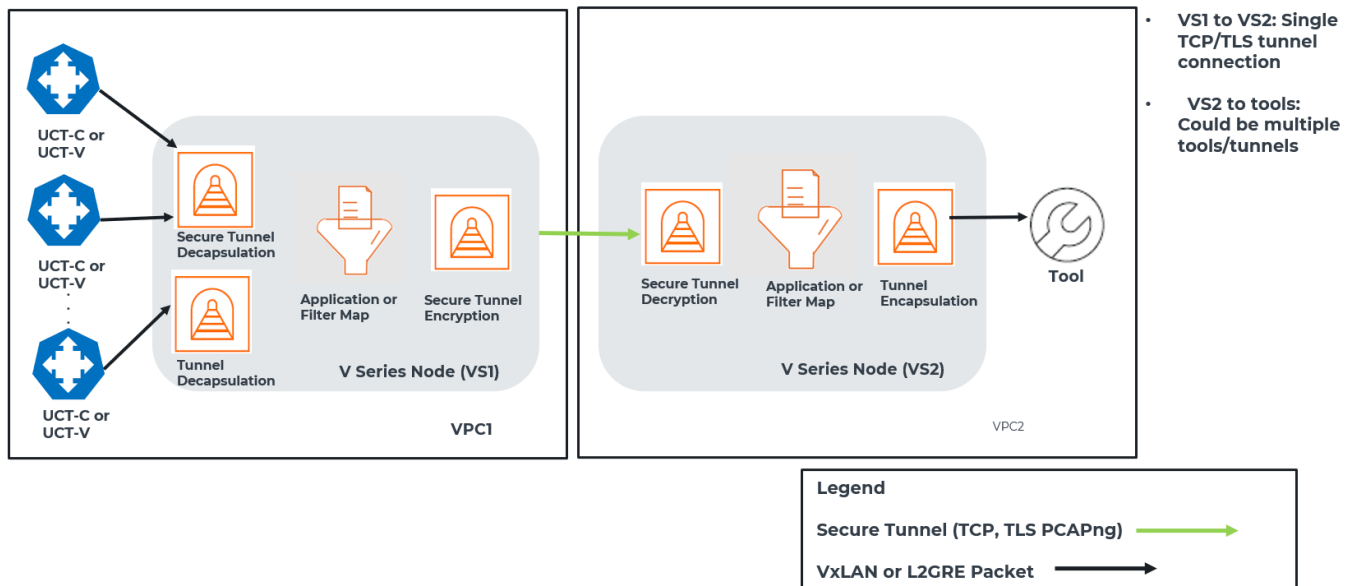 UCT-C or
UCT-V
UCT-C or
UCT-V
UCT-C or
UCT-V
Secure Tunnel
Decapsulation
Tunnel
Decapsulation
Application or
Filter Map
Secure Tunnel
Encryption
V Series Node (VS1)
VPC1
Secure Tunnel
Decryption
Application or
Filter Map
Tunnel
Encapsulation
V Series Node (VS2)
VPC2
Tool
• VS1 to VS2: Single
TCP/TLS tunnel
connection
• VS2 to tools:
Could be multiple
tools/tunnels
Legend
Secure Tunnel (TCP, TLS PCAPng)
VxLAN or L2GRE Packet